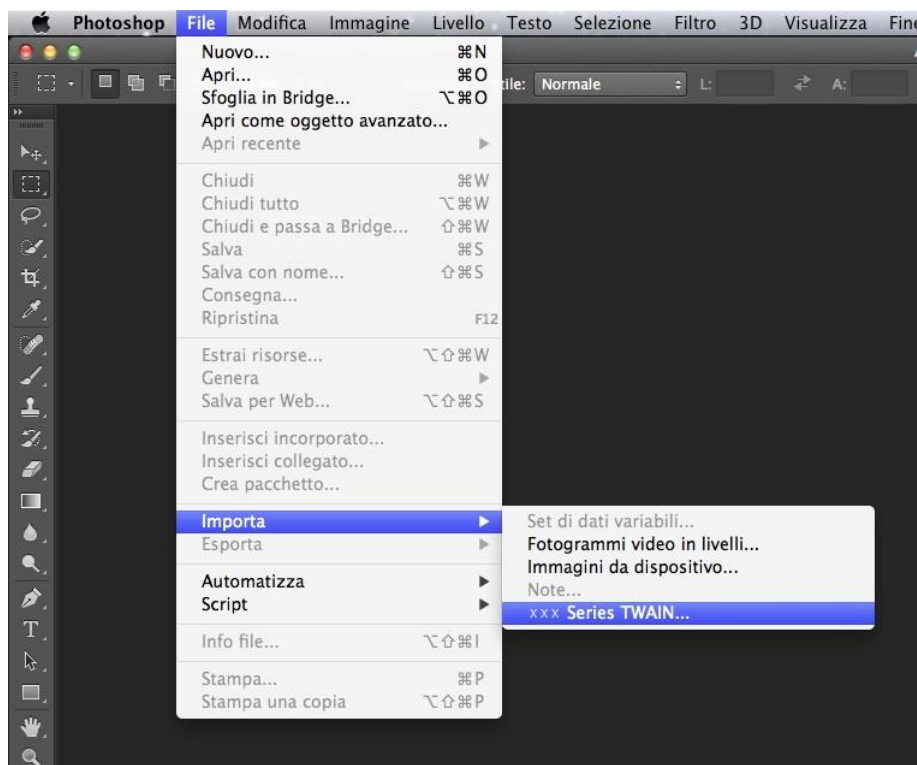 Photoshop File Modifica Immagine Livello Testo Selezione Filtro 3D Visualizza
Nuovo... ⌘N
Apri... ⌘O
Sfoglia in Bridge... ⌥⌘O
Apri come oggetto avanzato...
Apri recente
Normale L: A:
Chiudi ⌘W
Chiudi tutto ⌥⌘W
Chiudi e passa a Bridge... ⇧⌘W
Salva ⌘S
Salva con nome... ⇧⌘S
Consegna...
Ripristina F12
Estrai risorse... ⌥⇧⌘W
Genera
Salva per Web... ⌥⇧⌘S
Inserisci incorporato...
Inserisci collegato...
Crea pacchetto...
Importa
Esporta
Automatizza
Script
Info file... ⌥⇧⌘I
Stampa... ⌘P
Stampa una copia ⌥⇧⌘P
Set di dati variabili...
Fotogrammi video in livelli...
Immagini da dispositivo...
Note...
xxx Series TWAIN...